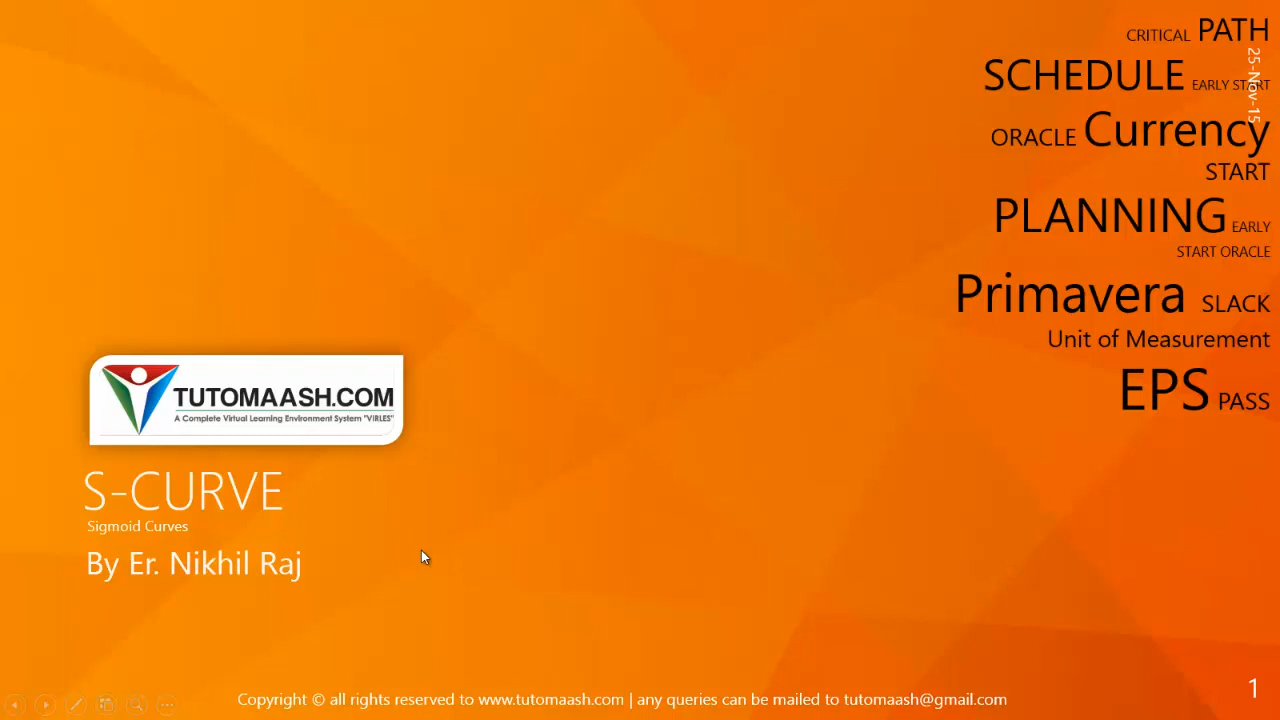 CRITICAL PATH
25-Nov-15
SCHEDULE EARLY START
ORACLE Currency
START
PLANNING EARLY
START ORACLE
Primavera SLACK
Unit of Measurement
EPS PASS
TUTOMAASH.COM
A Complete Virtual Learning Environment System "VIRLES"
S-CURVE
Sigmoid Curves
By Er. Nikhil Raj
Copyright © all rights reserved to www.tutomaash.com | any queries can be mailed to tutomaash@gmail.com
1